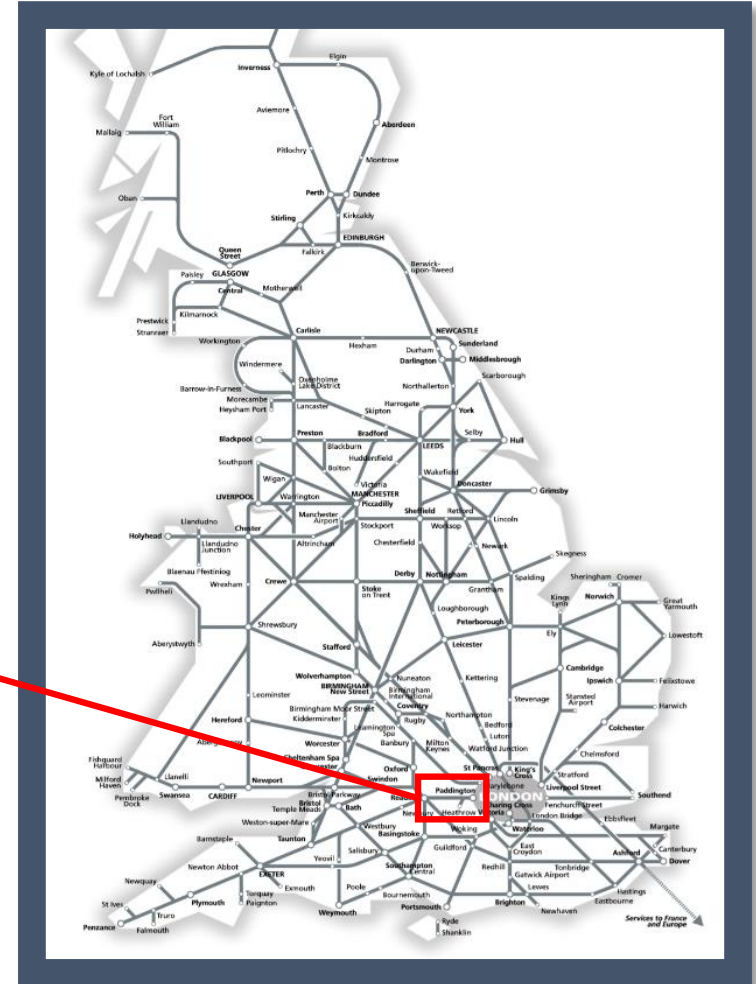 Elgin
Inverness
Kyle of Lochalsh
Aviemore
Fort
William
Mallaig
Aberdeen
Pitlochry
Montrose
Perth
Dundee
Oban
Stirling
Kirkcaldy
EDINBURGH
Queen
Street
Falkirk
Berwick-
upon-Tweed
Paisley
GLASGOW
Central
Motherwell
Prestwick
Kilmarnock
Stranraer
Carlisle
NEWCASTLE
Workington
Hexham
Sunderland
Durham
Darlington
Middlesbrough
Windermere
Scarborough
Oxenholme
Lake District
Barrow-in-Furness
Northallerton
Morecambe
Heysham Port
Lancaster
Harrogate
York
Skipton
Blackpool
Preston
Bradford
LEEDS
Selby
Hull
Blackburn
Huddersfield
Southport
Bolton
Wakefield
Wigan
Victoria
Doncaster
Grimsby
MANCHESTER
Piccadilly
LIVERPOOL
Warrington
Sheffield
Retford
Manchester
Airport
Stockport
Worksop
Lincoln
Llandudno
Holyhead
Chester
Altrincham
Chesterfield
Llandudno
Junction
Newark
Skegness
Blaenau Ffestiniog
Wrexham
Crewe
Stoke
on Trent
Derby
Nottingham
Grantham
Spalding
Sheringham
Cromer
Pwllheli
Kings
Lynn
Norwich
Great
Yarmouth
Loughborough
Shrewsbury
Peterborough
Aberystwyth
Stafford
Leicester
Ely
Lowestoft
Wolverhampton
Nuneaton
Kettering
Cambridge
BIRMINGHAM
New Street
Birmingham
International
Ipswich
Felixstowe
Leominster
Birmingham Moor Street
Coventry
Stevenage
Stansted
Airport
Harwich
Kidderminster
Rugby
Northampton
Hereford
Leamington
Spa
Bedford
Colchester
Worcester
Banbury
Milton
Keynes
Luton
Watford Junction
Chelmsford
Cheltenham Spa
Fishguard
Harbour
Oxford
St Pancras
King's
Cross
Stratford
Milford
Haven
Llanelli
Newport
Swindon
Paddington
Liverpool Street
Pembroke
Dock
Swansea
CARDIFF
Bristol Parkway
LONDON
Southend
Bristol
Temple Meads
Bath
Heathrow
Fenchurch Street
London Bridge
Ebbsfleet
Weston-super-Mare
Newbury
Waterloo
Margate
Barnstaple
Taunton
Westbury
Basingstoke
Woking
Canterbury
Yeovil
Salisbury
Guildford
East
Croydon
Ashford
Dover
Newton Abbot
EXETER
Southampton
Central
Redhill
Tonbridge
Gatwick Airport
Newquay
Exmouth
Poole
Lewes
Hastings
St Ives
Torquay
Paignton
Bournemouth
Eastbourne
Plymouth
Weymouth
Portsmouth
Brighton
Newhaven
Truro
Penzance
Falmouth
Ryde
Shanklin
Services to France
and Europe